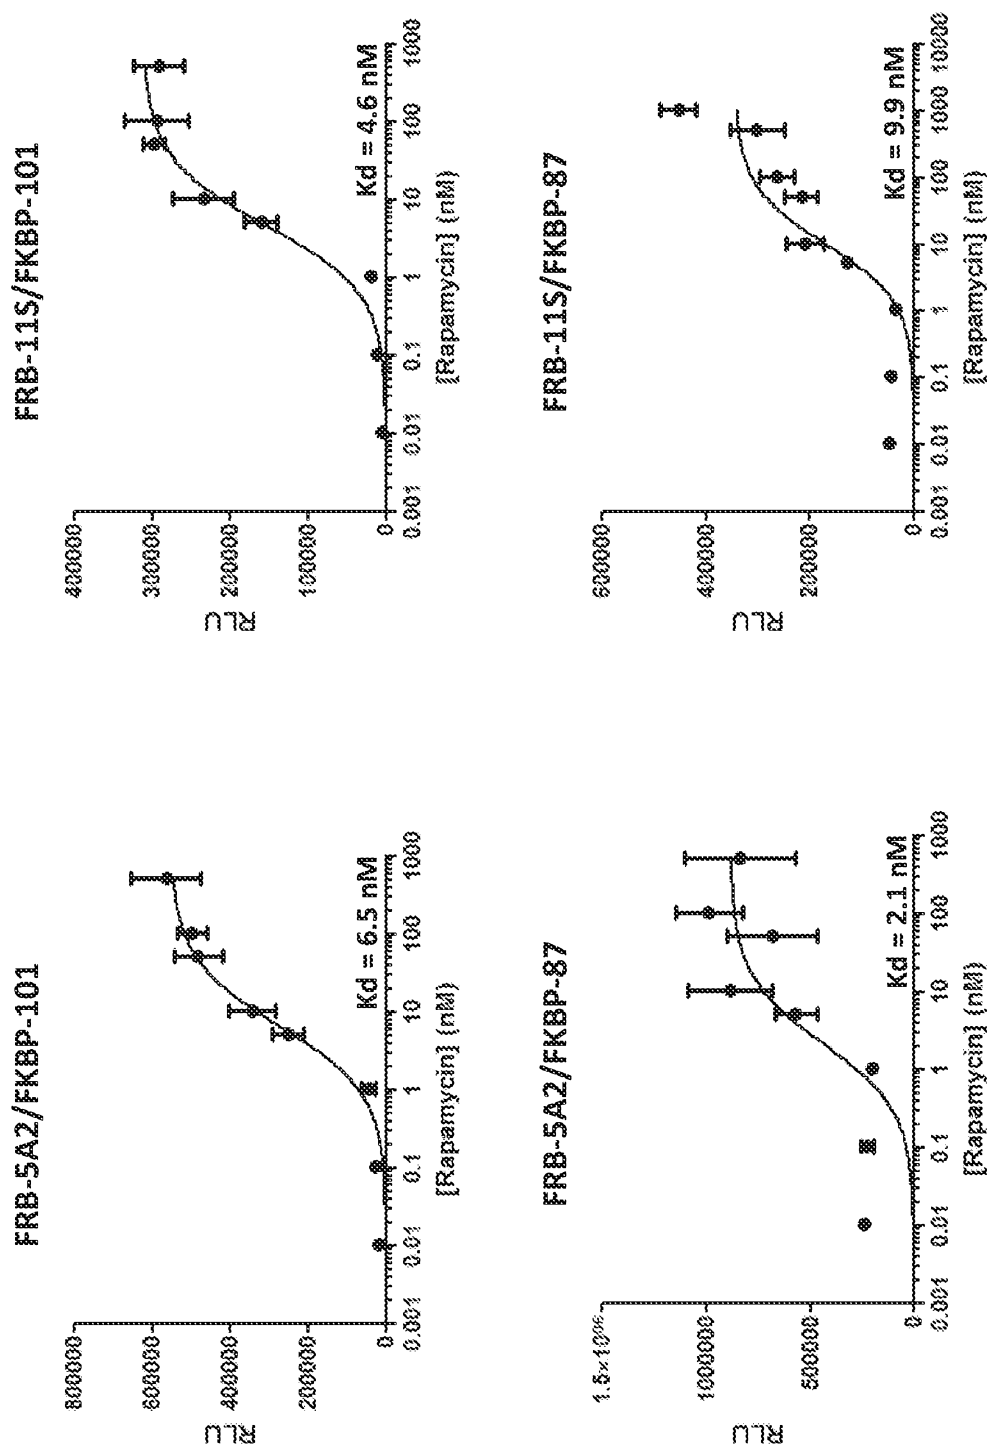 FRB-5A2/FKBP-101
800000
600000
400000
200000
0
RLU
Kd = 6.5 nM
0.001 0.01 0.1 1 10 100 1000
[Rapamycin] (nM)
FRB-11S/FKBP-101
400000
300000
200000
100000
0
RLU
Kd = 4.6 nM
0.001 0.01 0.1 1 10 100 1000
[Rapamycin] (nM)
FRB-5A2/FKBP-87
1.5×10⁰⁶
1000000
500000
0
RLU
Kd = 2.1 nM
0.001 0.01 0.1 1 10 100 1000
[Rapamycin] (nM)
FRB-11S/FKBP-87
600000
400000
200000
0
RLU
Kd = 9.9 nM
0.001 0.01 0.1 1 10 100 1000 10000
[Rapamycin] (nM)